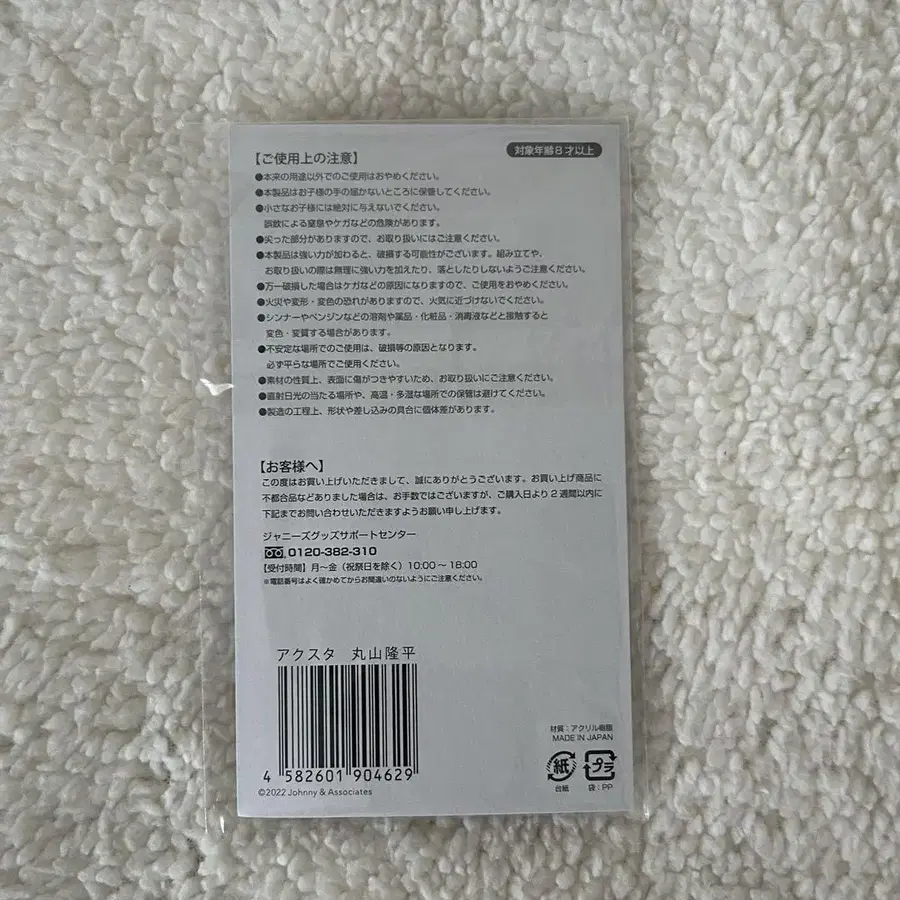 【ご使用上の注意】
対象年齢8才以上
●本来の用途以外でのご使用はおやめください。
●本製品はお子様の手の届かないところに保管してください。
●小さなお子様には絶対に与えないでください。
誤飲による窒息やケガなどの危険があります。
●尖った部分がありますので、お取り扱いにはご注意ください。
●本製品は強い力が加わると、破損する可能性がございます。組み立てや、
お取り扱いの際は無理に強い力を加えたり、落としたりしないようご注意ください。
●万一破損した場合はケガなどの原因になりますので、ご使用をおやめください。
●火災や変形・変色の恐れがありますので、火気に近づけないでください。
●シンナーやベンジンなどの溶剤や薬品・化粧品・消毒液などと接触すると
変色・変質する場合があります。
●不安定な場所でのご使用は、破損等の原因となります。
必ず平らな場所でご使用ください。
●素材の性質上、表面に傷がつきやすいため、お取り扱いにご注意ください。
●直射日光の当たる場所や、高温・多湿な場所での保管は避けてください。
●製造の工程上、形状や差し込みの具合に個体差があります。
【お客様へ】
この度はお買い上げいただきまして、誠にありがとうございます。お買い上げ商品に
不都合品などありました場合は、お手数ではございますが、ご購入日より2週間以内に
下記までお問い合わせいただきますようお願い申し上げます。
ジャニーズグッズサポートセンター
0120-382-310
【受付時間】月〜金（祝祭日を除く）10:00〜18:00
※電話番号はよく確かめてからお間違いのないようにご注意ください。
アクスタ 丸山隆平
4 582601 904629
©2022 Johnny & Associates
材質：アクリル樹脂
MADE IN JAPAN
紙 プラ
台紙 袋：PP